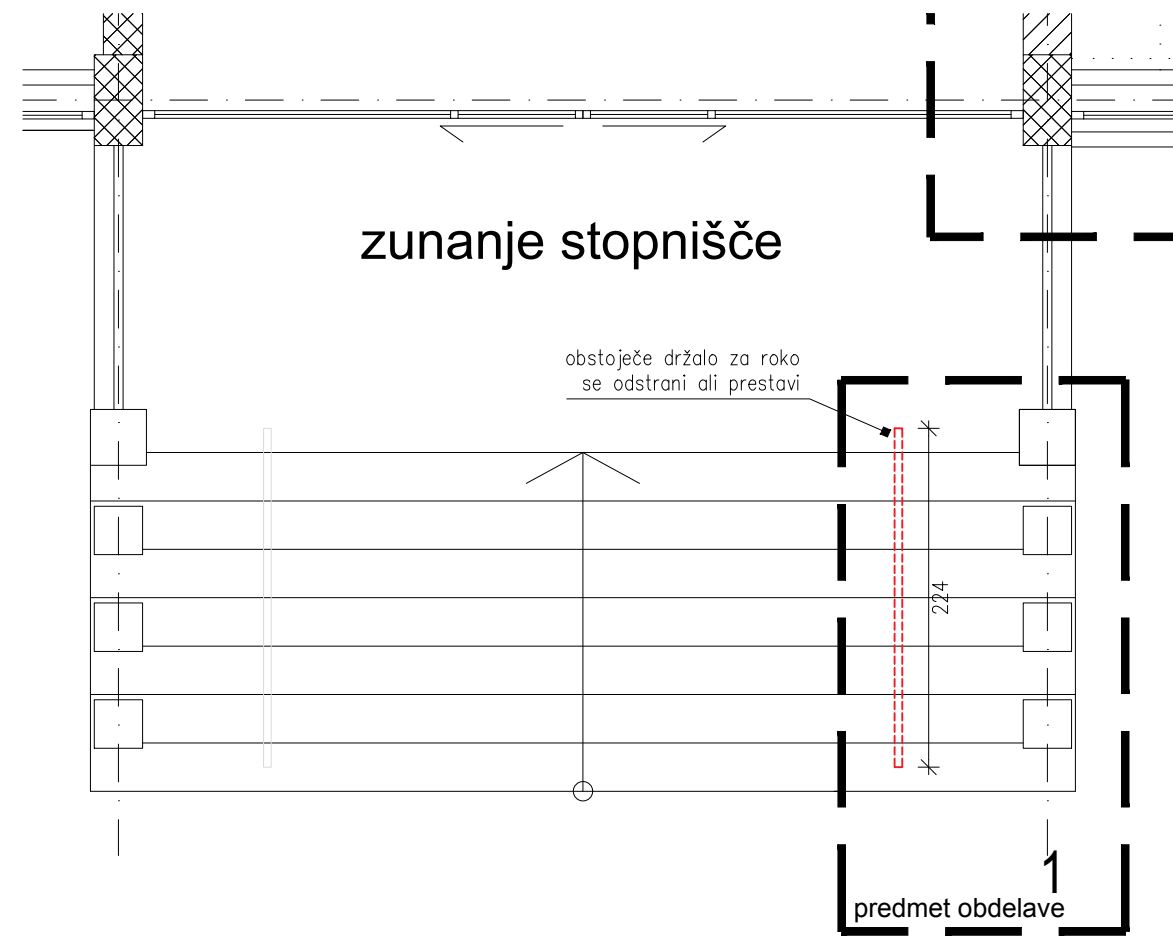 zunanje stopnišče
obstoječe držalo za roko
se odstrani ali prestavi
224
1
predmet obdelave